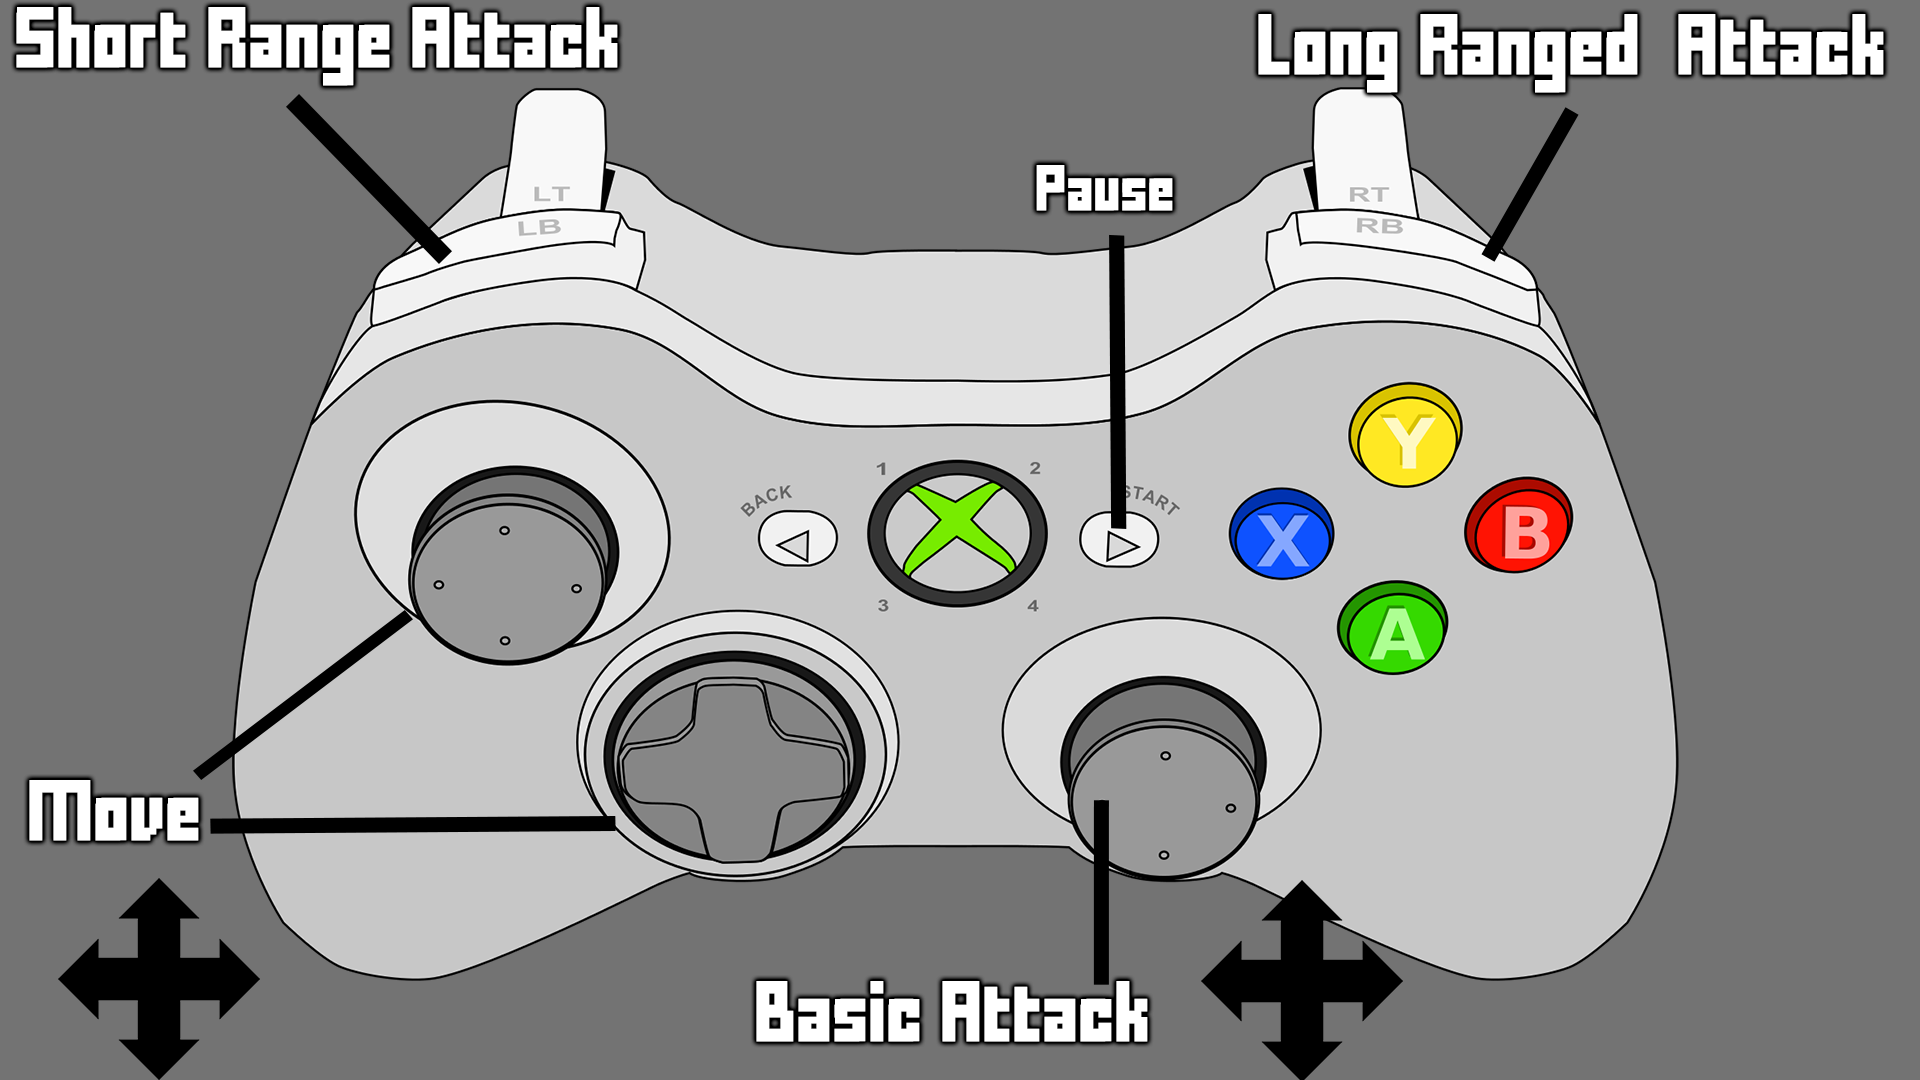 Short Range Attack
Long Ranged Attack
LT
RT
LB
RB
Pause
1
2
BACK
START
Y
X
B
A
3
4
Move
Basic Attack